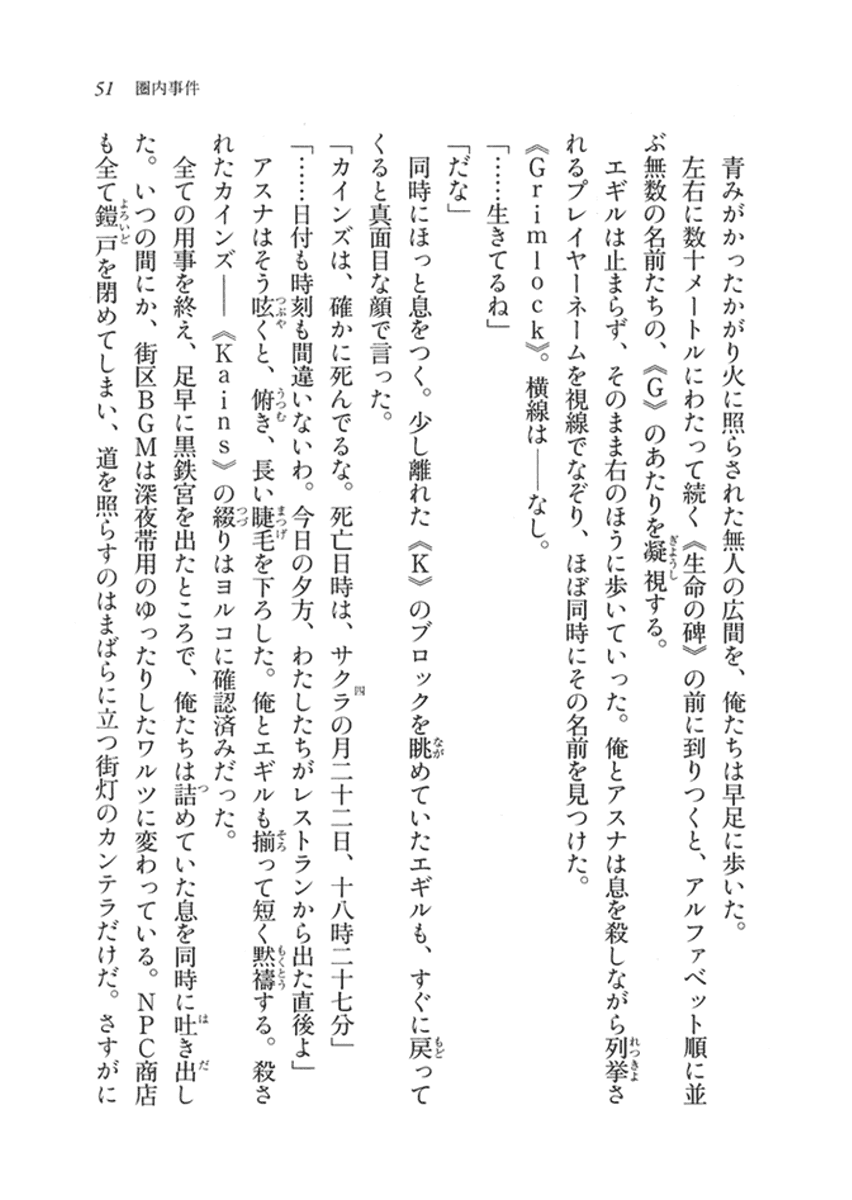 51　圏内事件
青みがかったかがり火に照らされた無人の広間を、俺たちは早足に歩いた。
左右に数十メートルにわたって続く《生命の碑》の前に到りつくと、アルファベット順に並
ぶ無数の名前たちの、《G》のあたりを凝視する。
エギルは止まらず、そのまま右のほうに歩いていった。俺とアスナは息を殺しながら列挙さ
れるプレイヤーネームを視線でなぞり、ほぼ同時にその名前を見つけた。
《Ｇｒｉｍｌｏｃｋ》。横線は――なし。
「……生きてるね」
「だな」
同時にほっと息をつく。少し離れた《K》のブロックを眺めていたエギルも、すぐに戻って
くると真面目な顔で言った。
「カインズは、確かに死んでるな。死亡日時は、サクラの月二十二日、十八時二十七分」
「……日付も時刻も間違いないわ。今日の夕方、わたしたちがレストランから出た直後よ」
アスナはそう呟くと、俯き、長い睫毛を下ろした。俺とエギルも揃って短く黙禱する。殺さ
れたカインズ――《Ｋａｉｎｓ》の綴りはヨルコに確認済みだった。
全ての用事を終え、足早に黒鉄宮を出たところで、俺たちは詰めていた息を同時に吐き出し
た。いつの間にか、街区ＢＧＭは深夜帯用のゆったりしたワルツに変わっている。ＮＰＣ商店
も全て鎧戸を閉めてしまい、道を照らすのはまばらに立つ街灯のカンテラだけだ。さすがに